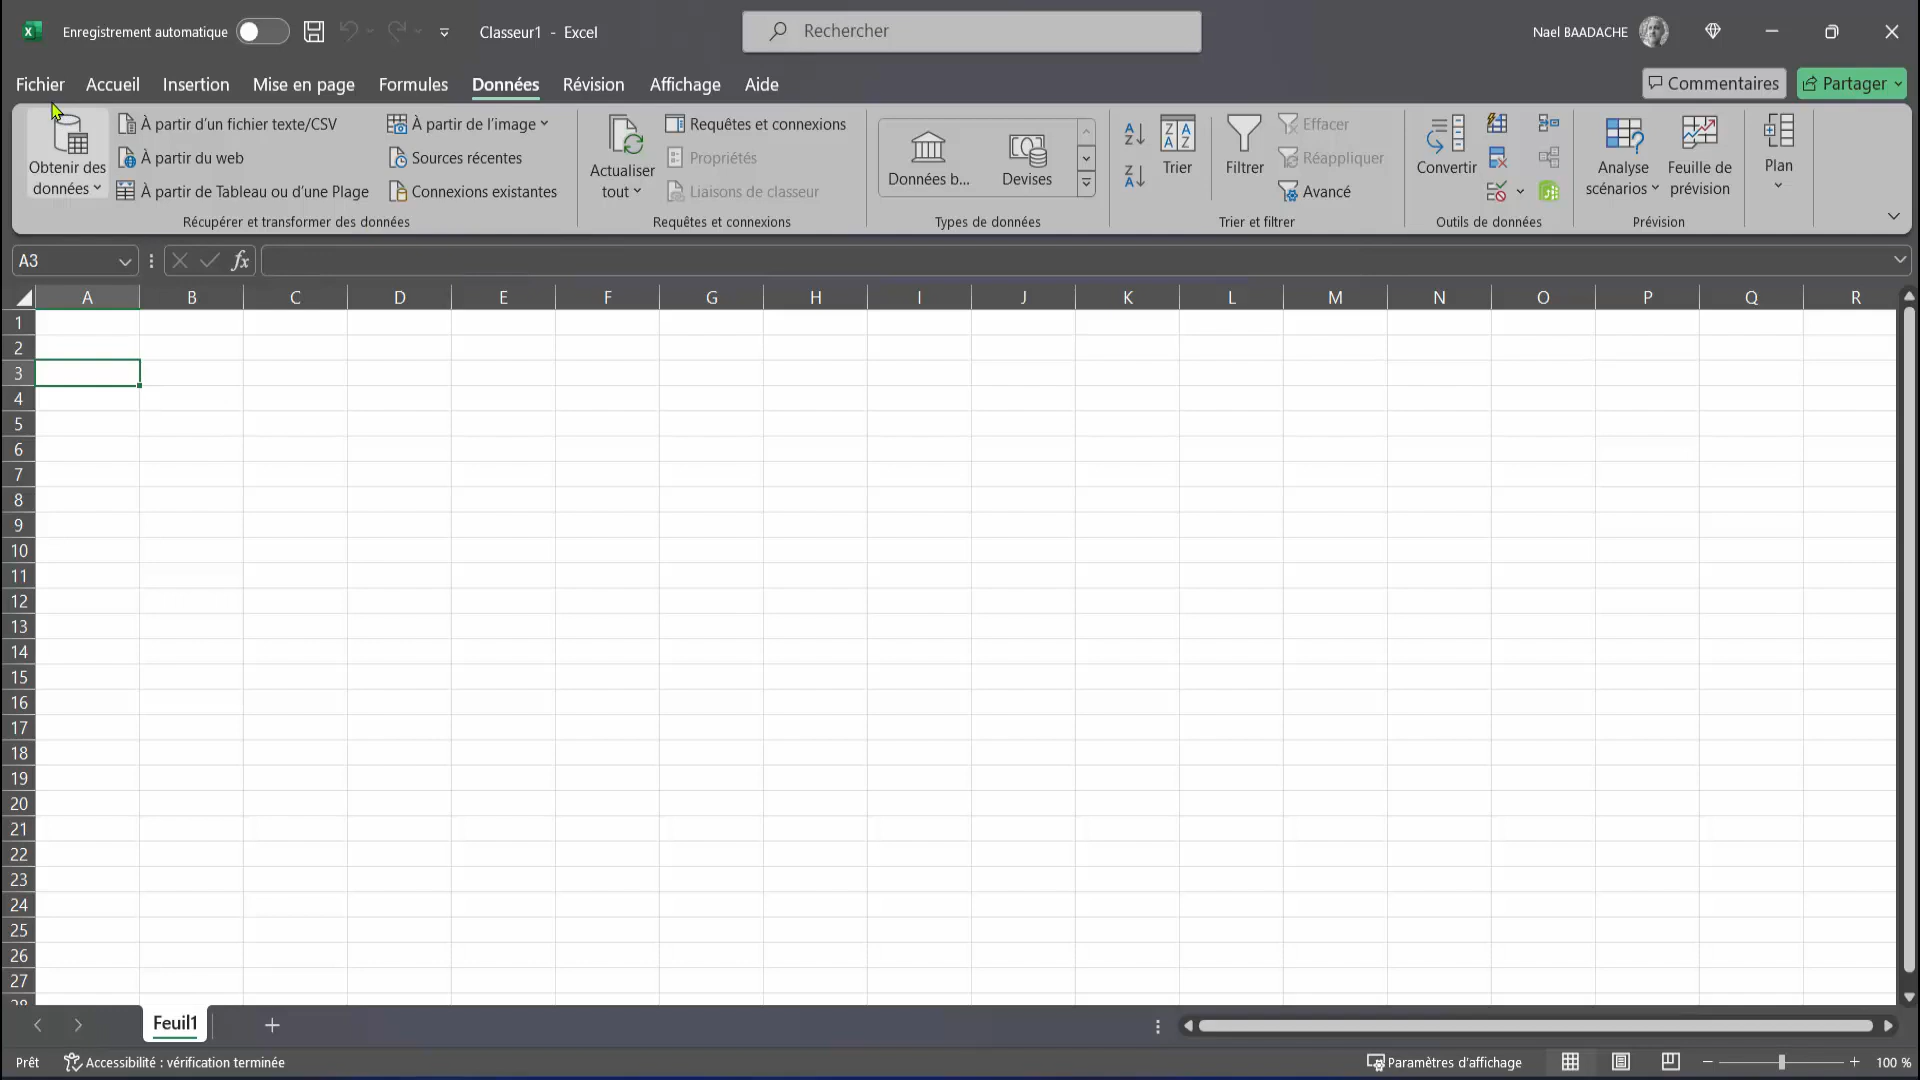 Enregistrement automatique
Classeur1 - Excel
Rechercher
Nael BAADACHE
Fichier Accueil Insertion Mise en page Formules Données Révision Affichage Aide
Commentaires
Partager
Obtenir des données
À partir d'un fichier texte/CSV
À partir du web
À partir de Tableau ou d'une Plage
À partir de l'image
Sources récentes
Connexions existantes
Récupérer et transformer des données
Actualiser tout
Requêtes et connexions
Propriétés
Liaisons de classeur
Requêtes et connexions
Données b...
Devises
Types de données
Trier
Filtrer
Effacer
Réappliquer
Avancé
Trier et filtrer
Convertir
Outils de données
Analyse scénarios
Feuille de prévision
Prévision
Plan
A3
fx
A B C D E F G H I J K L M N O P Q R
1
2
3
4
5
6
7
8
9
10
11
12
13
14
15
16
17
18
19
20
21
22
23
24
25
26
27
28
Feuil1
Prêt
Accessibilité : vérification terminée
Paramètres d'affichage
100 %